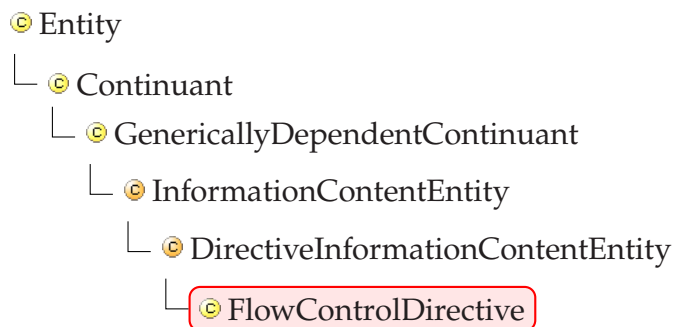 C Entity
C Continuant
C GenericallyDependentContinuant
C InformationContentEntity
C DirectiveInformationContentEntity
C FlowControlDirective